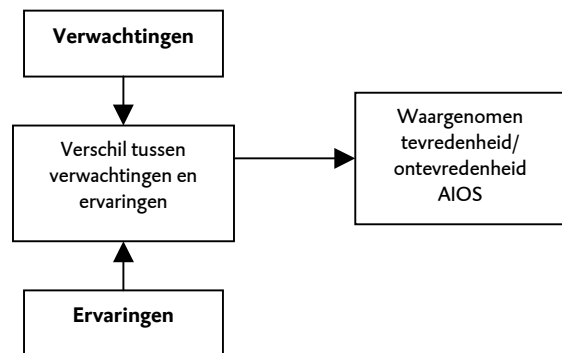 Verwachtingen
Verschil tussen
verwachtingen en
ervaringen
Waargenomen
tevredenheid/
ontevredenheid
AIOS
Ervaringen